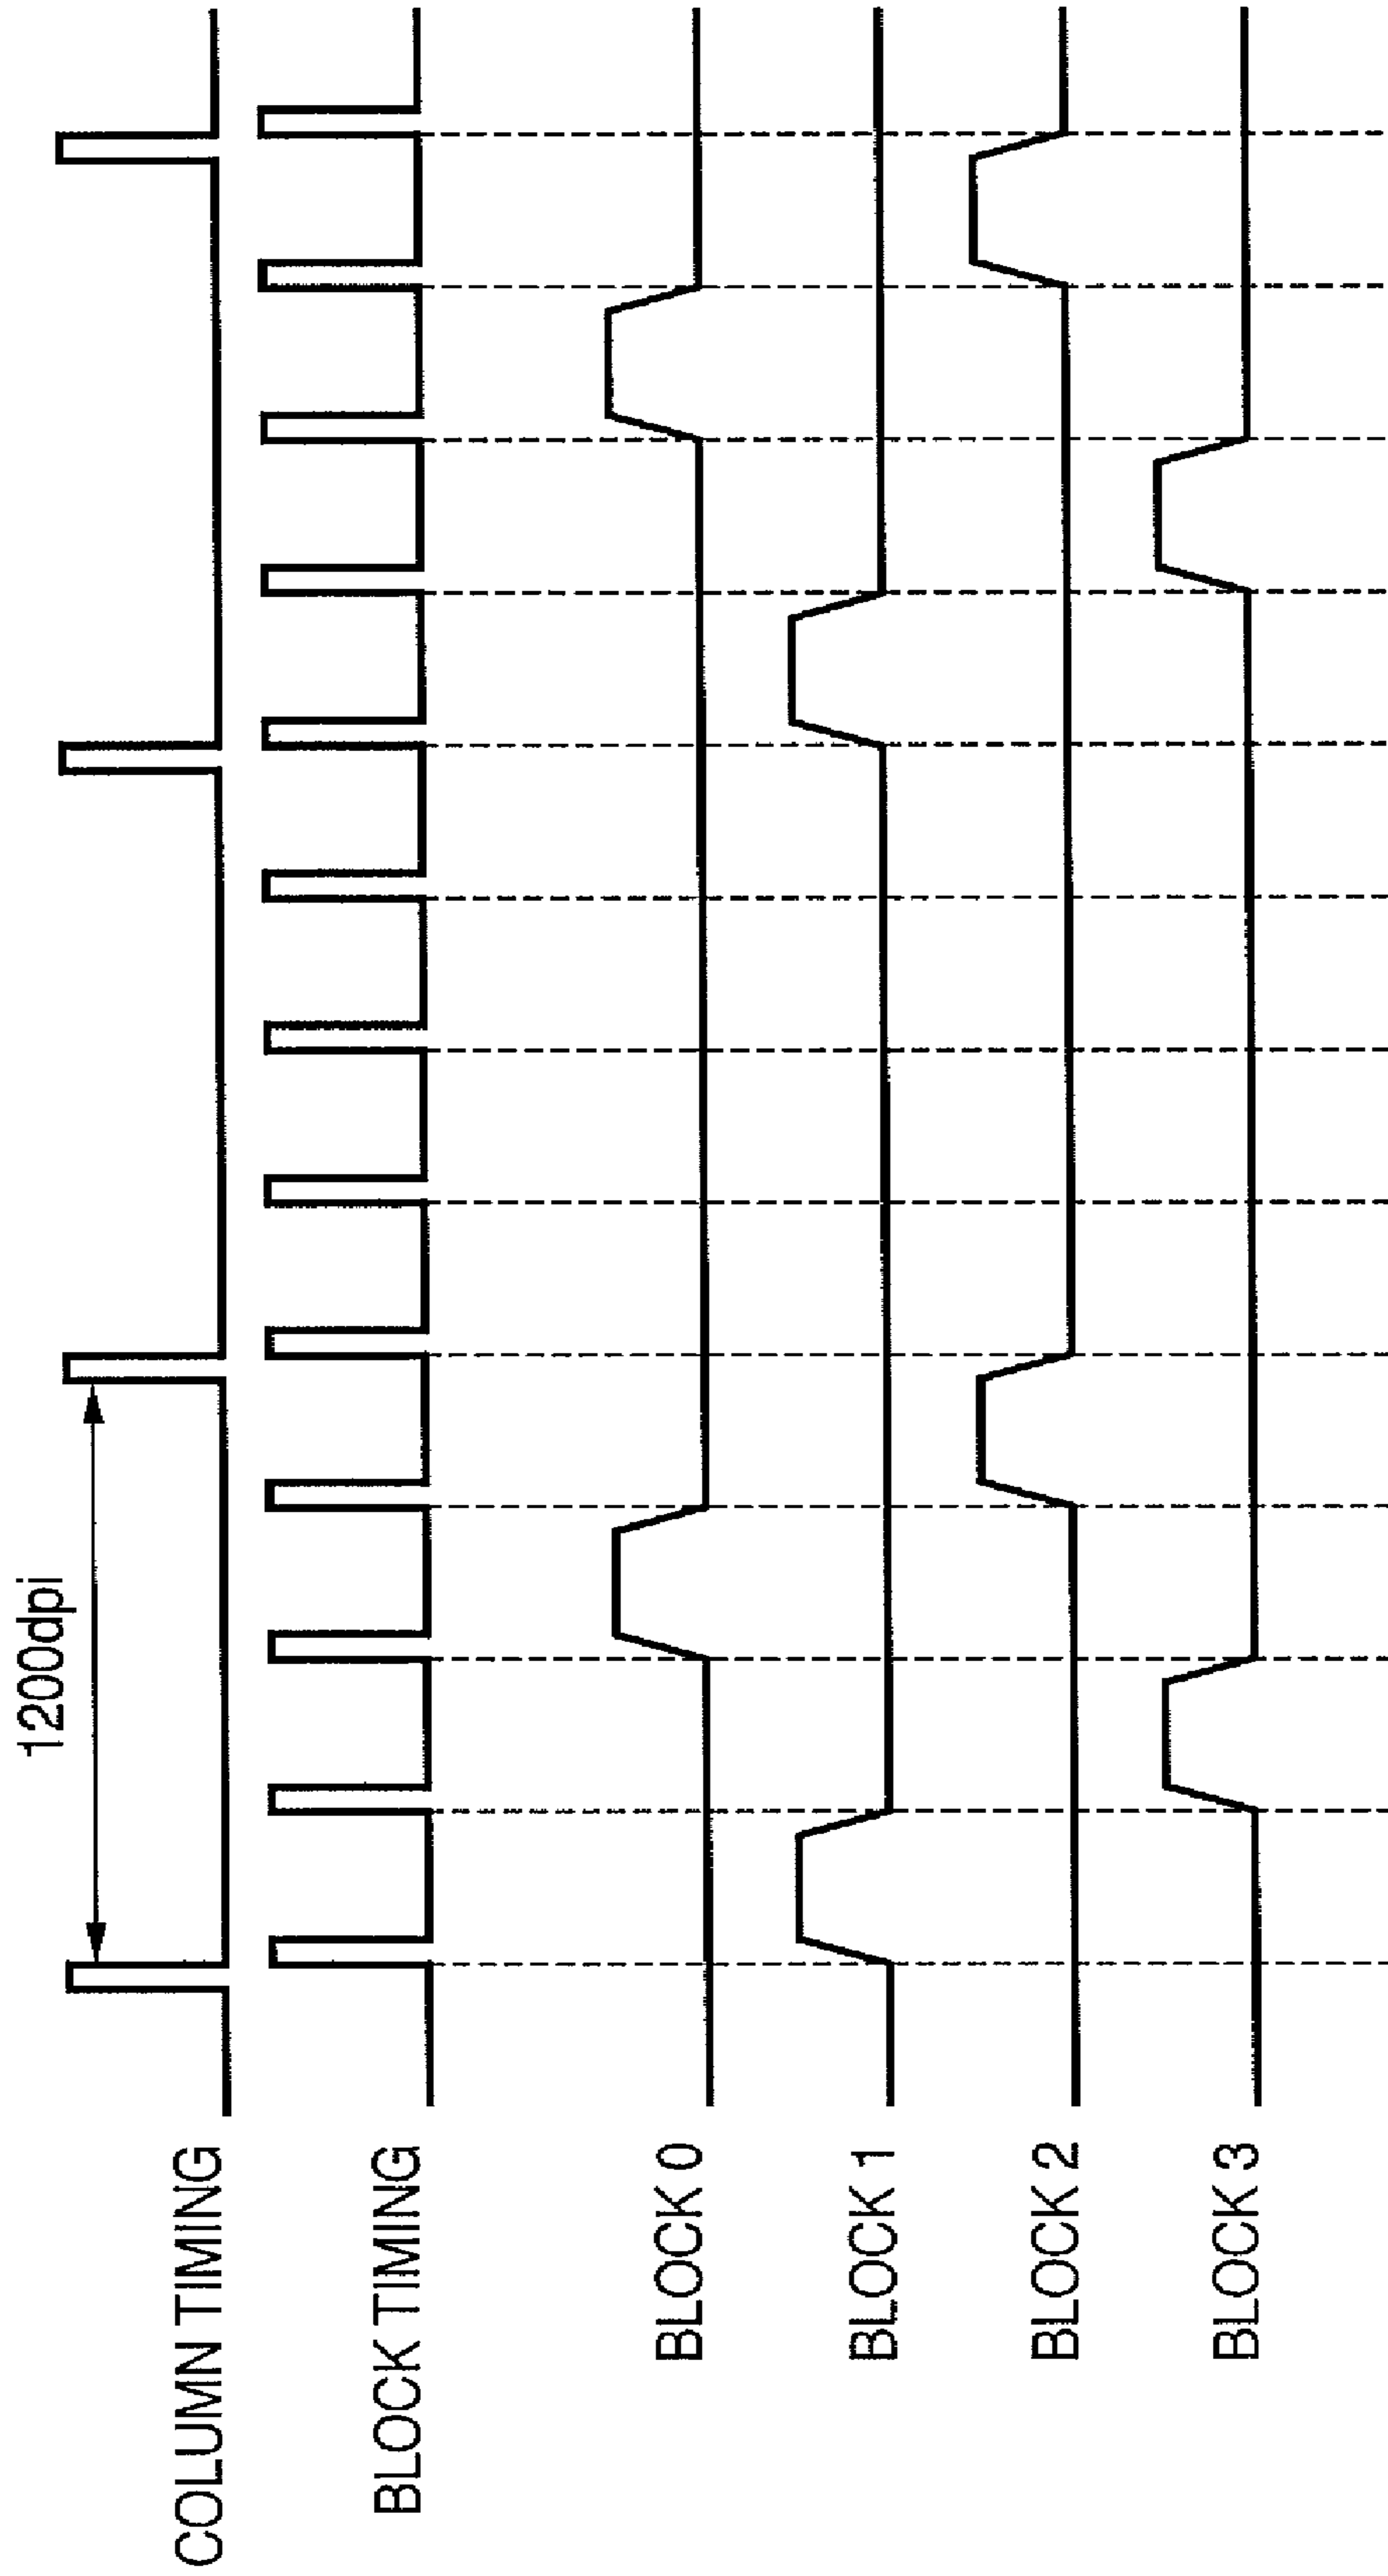 1200dpi
COLUMN TIMING
BLOCK TIMING
BLOCK 0
BLOCK 1
BLOCK 2
BLOCK 3